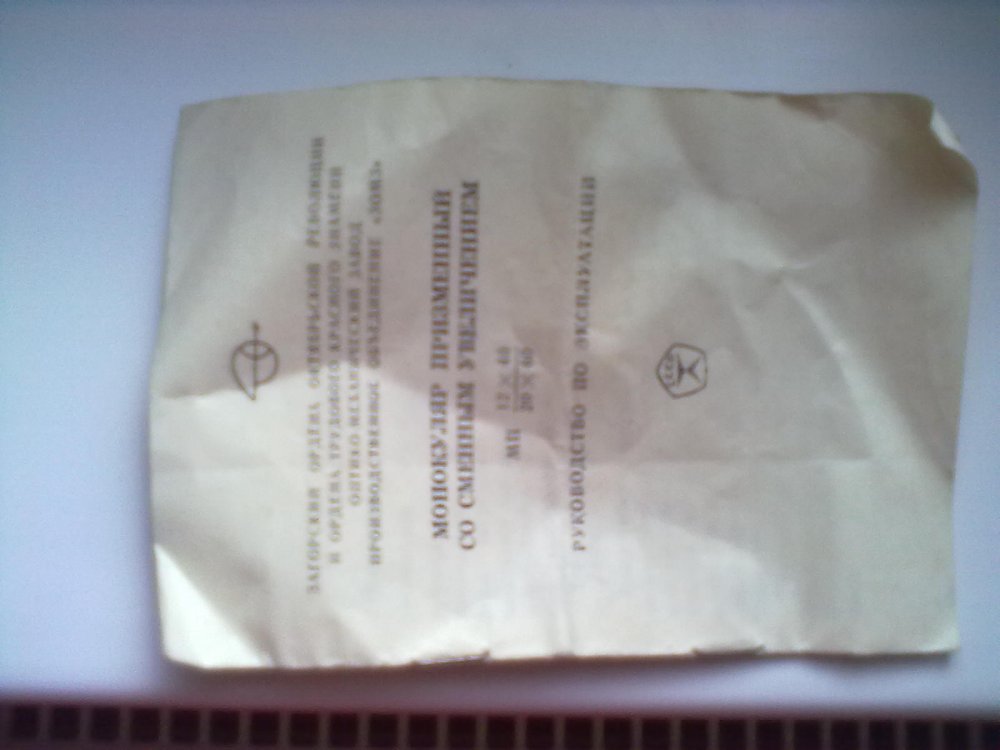 ЗАГОРСКИЙ ОРДЕНА ОКТЯБРЬСКОЙ РЕВОЛЮЦИИ
И ОРДЕНА ТРУДОВОГО КРАСНОГО ЗНАМЕНИ
ОПТИКО-МЕХАНИЧЕСКИЙ ЗАВОД
ПРОИЗВОДСТВЕННОЕ ОБЪЕДИНЕНИЕ «ЗОМЗ»
МОНОКУЛЯР ПРИЗМЕННЫЙ
СО СМЕННЫМ УВЕЛИЧЕНИЕМ
МП 12×40
20×60
РУКОВОДСТВО ПО ЭКСПЛУАТАЦИИ
СССР